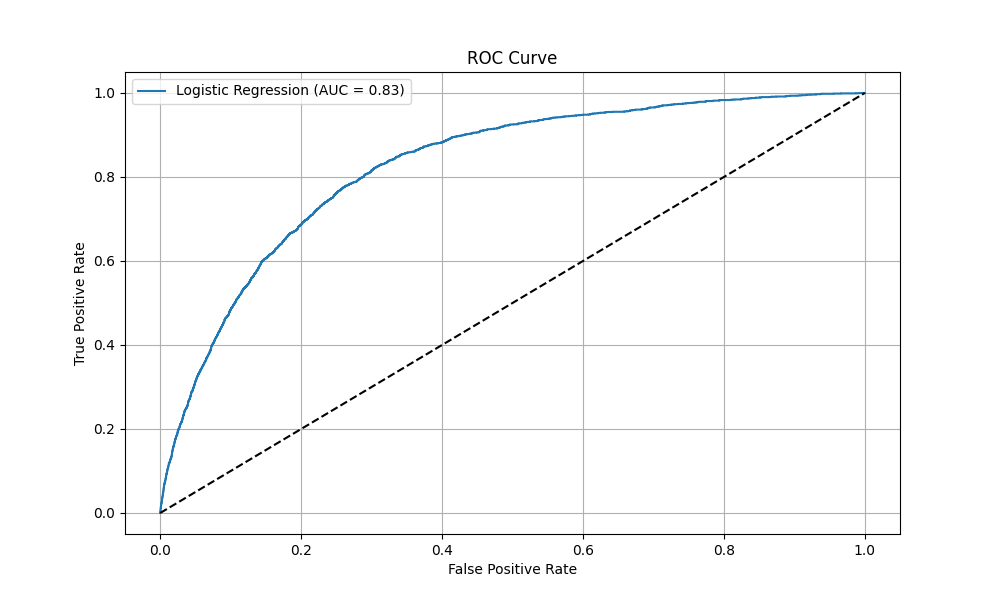 ROC Curve
Logistic Regression (AUC = 0.83)
True Positive Rate
1.0
0.8
0.6
0.4
0.2
0.0
0.0 0.2 0.4 0.6 0.8 1.0
False Positive Rate